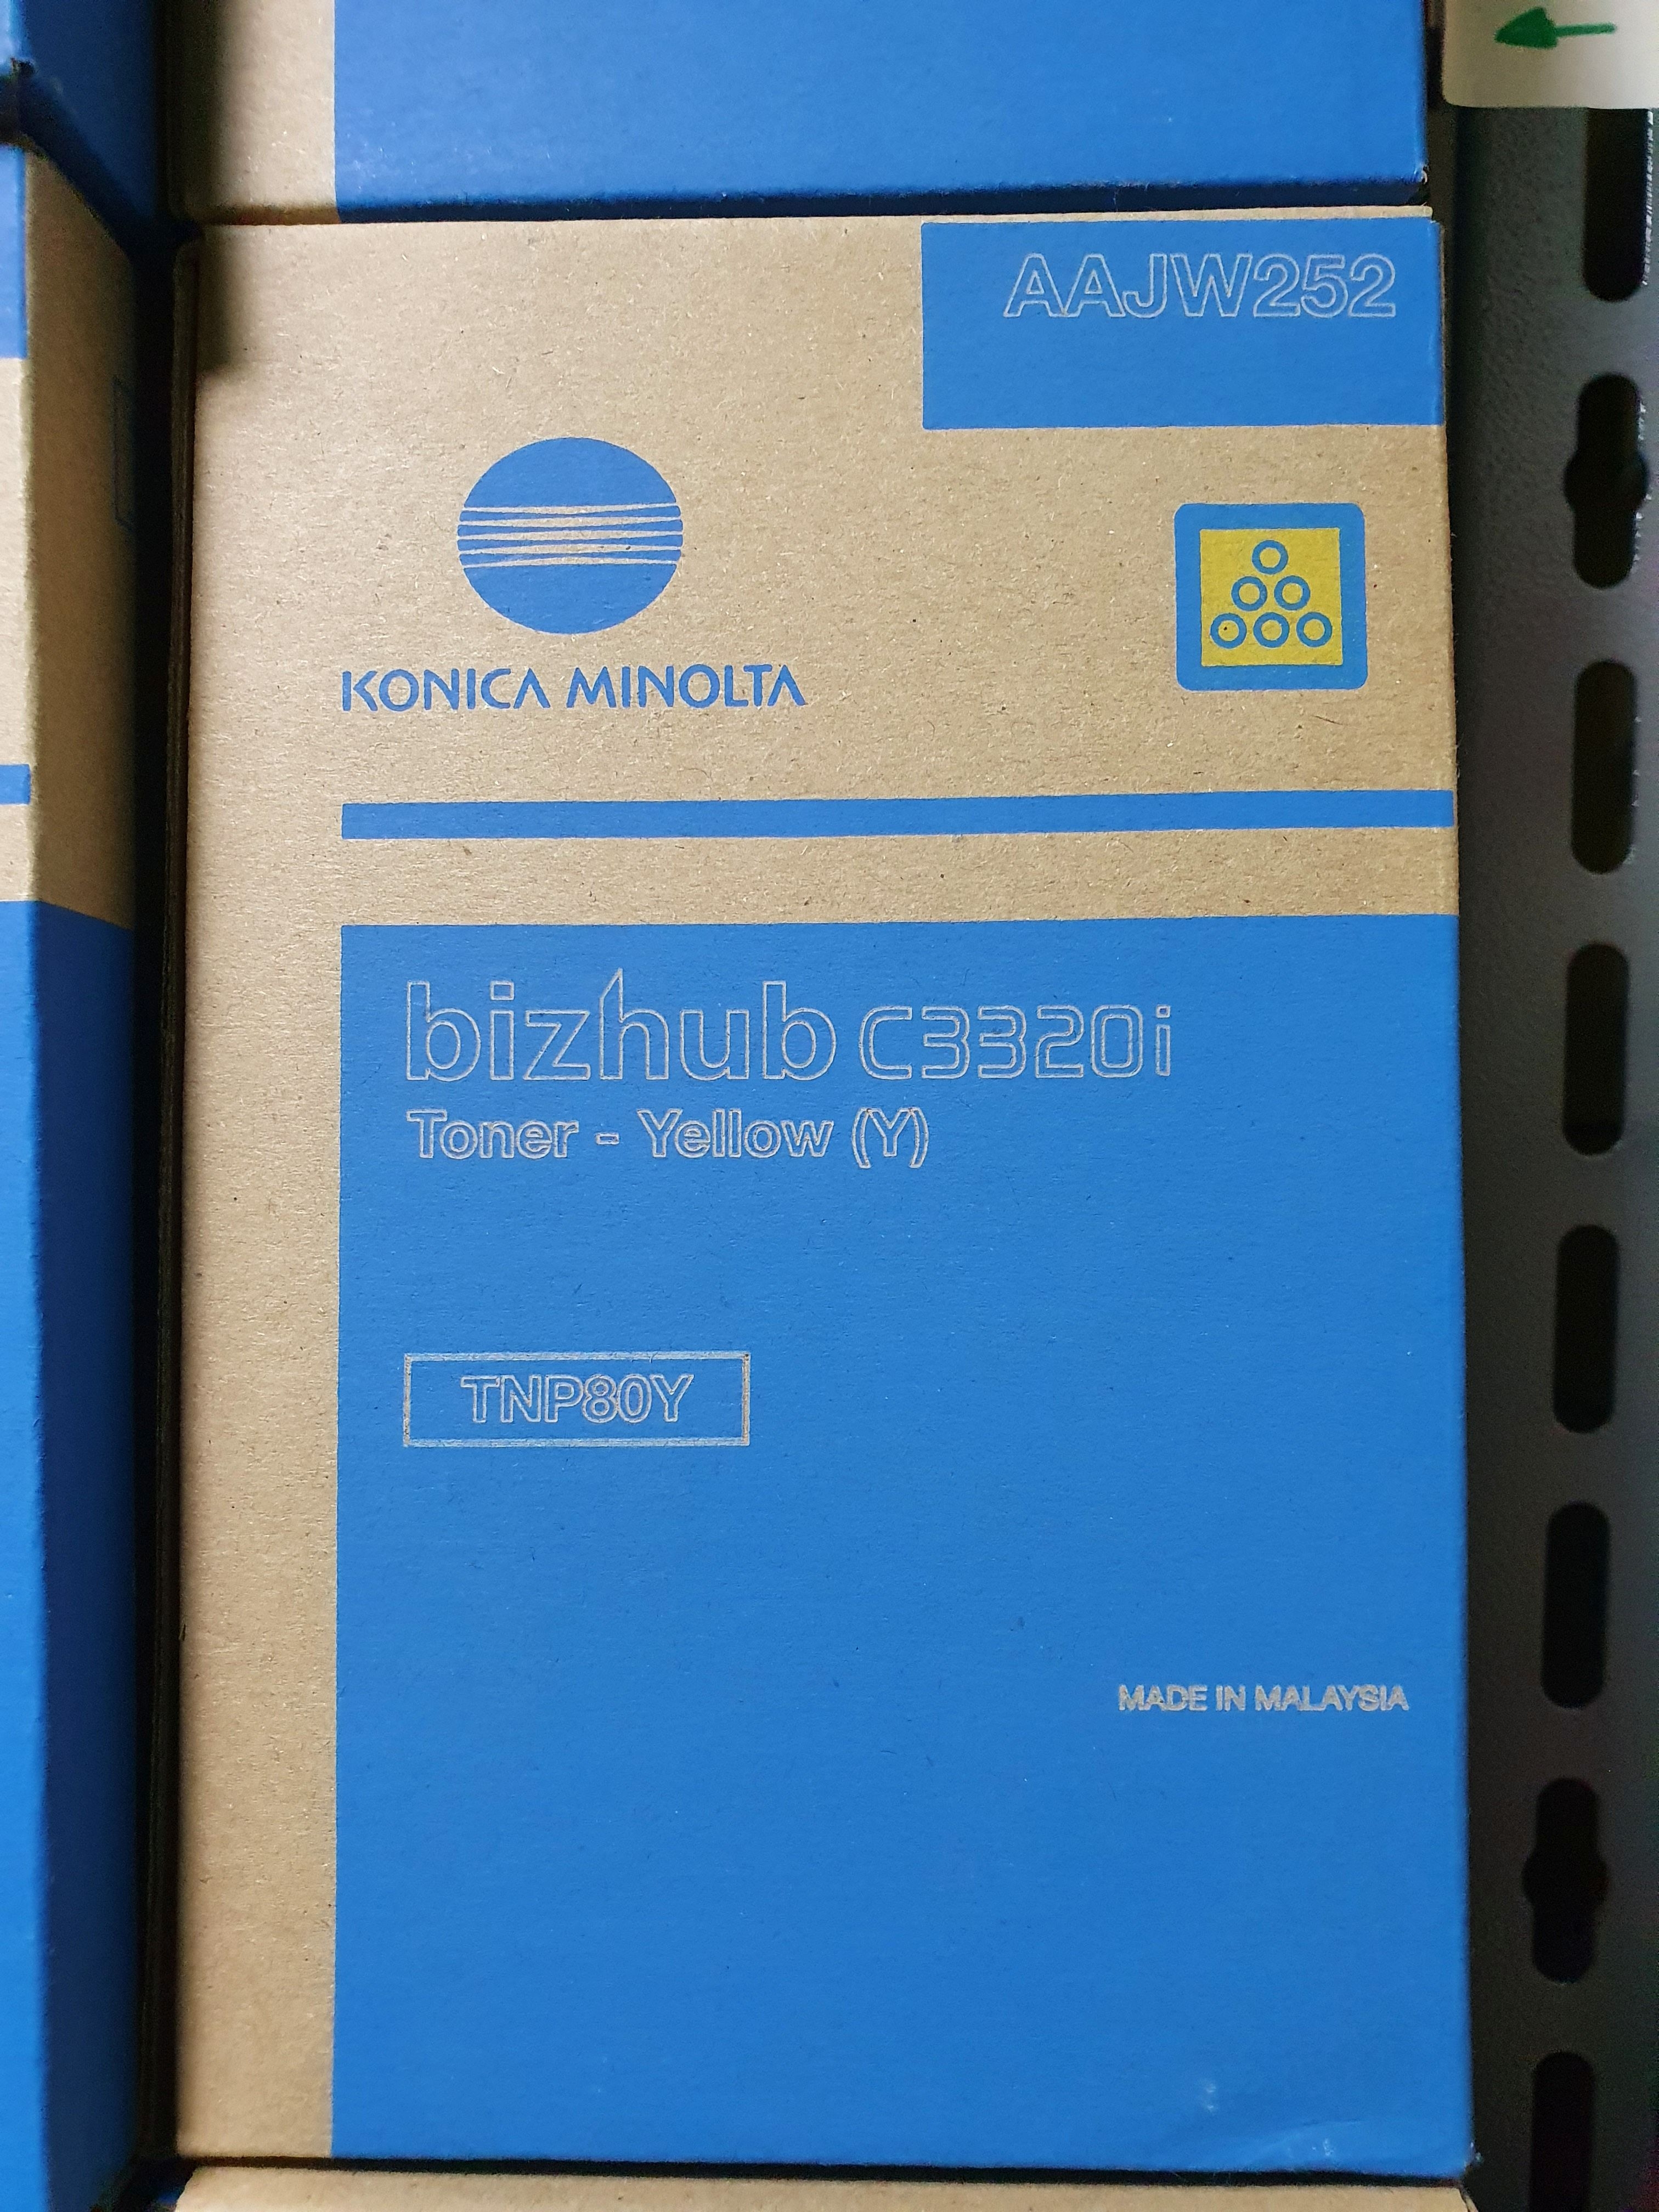 AAJW252
KONICA MINOLTA
bizhub C3320i
Toner - Yellow (Y)
TNP80Y
MADE IN MALAYSIA